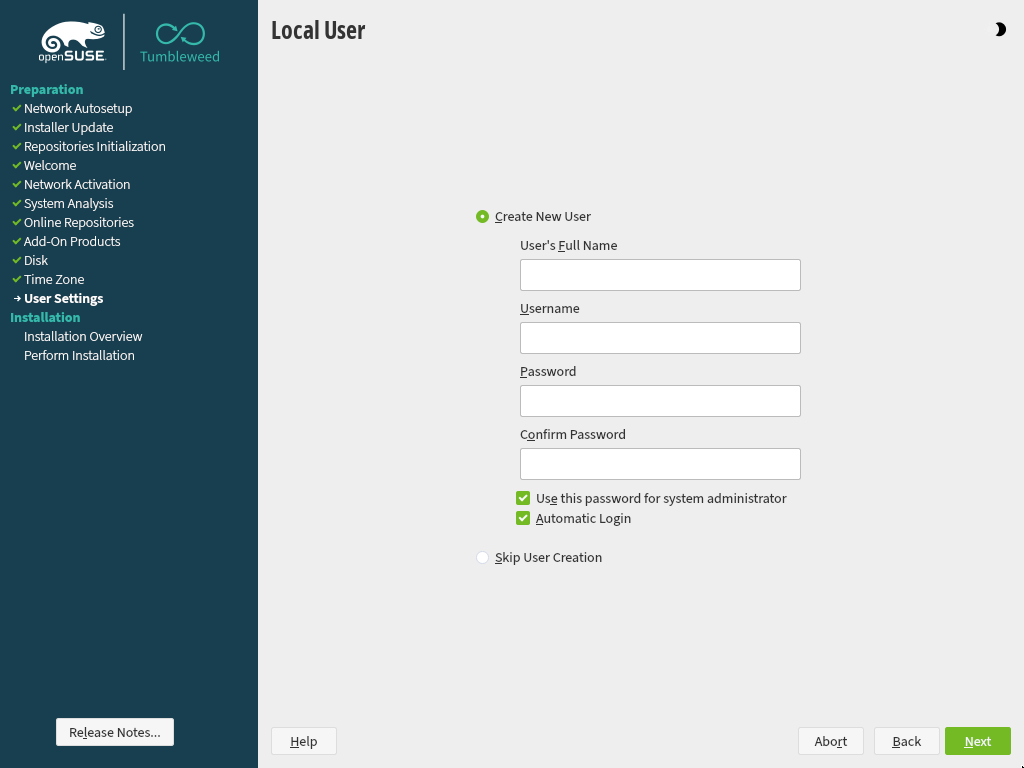 openSUSE
Tumbleweed
Preparation
Network Autosetup
Installer Update
Repositories Initialization
Welcome
Network Activation
System Analysis
Online Repositories
Add-On Products
Disk
Time Zone
User Settings
Installation
Installation Overview
Perform Installation
Release Notes...
Local User
Create New User
User's Full Name
Username
Password
Confirm Password
Use this password for system administrator
Automatic Login
Skip User Creation
Help
Abort
Back
Next